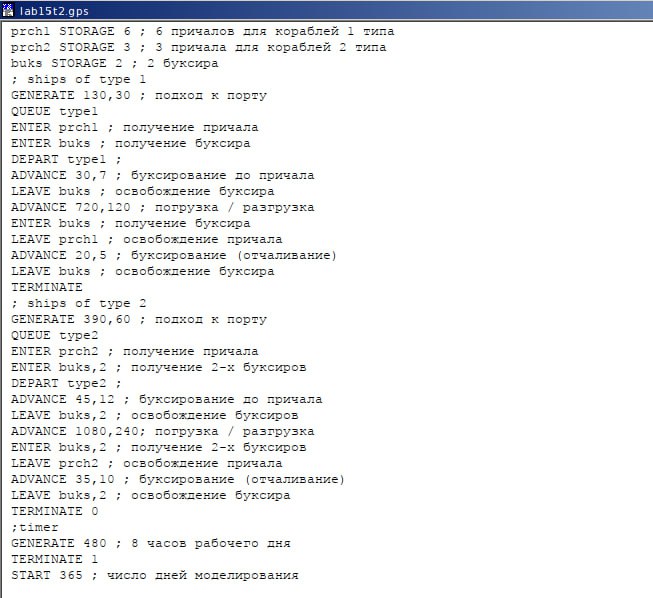 lab15t2.gps
prch1 STORAGE 6 ; 6 причалов для кораблей 1 типа
prch2 STORAGE 3 ; 3 причала для кораблей 2 типа
buks STORAGE 2 ; 2 буксира
; ships of type 1
GENERATE 130,30 ; подход к порту
QUEUE type1
ENTER prch1 ; получение причала
ENTER buks ; получение буксира
DEPART type1 ;
ADVANCE 30,7 ; буксирование до причала
LEAVE buks ; освобождение буксира
ADVANCE 720,120 ; погрузка / разгрузка
ENTER buks ; получение буксира
LEAVE prch1 ; освобождение причала
ADVANCE 20,5 ; буксирование (отчаливание)
LEAVE buks ; освобождение буксира
TERMINATE
; ships of type 2
GENERATE 390,60 ; подход к порту
QUEUE type2
ENTER prch2 ; получение причала
ENTER buks,2 ; получение 2-х буксиров
DEPART type2 ;
ADVANCE 45,12 ; буксирование до причала
LEAVE buks,2 ; освобождение буксиров
ADVANCE 1080,240; погрузка / разгрузка
ENTER buks,2 ; получение 2-х буксиров
LEAVE prch2 ; освобождение причала
ADVANCE 35,10 ; буксирование (отчаливание)
LEAVE buks,2 ; освобождение буксира
TERMINATE 0
;timer
GENERATE 480 ; 8 часов рабочего дня
TERMINATE 1
START 365 ; число дней моделирования